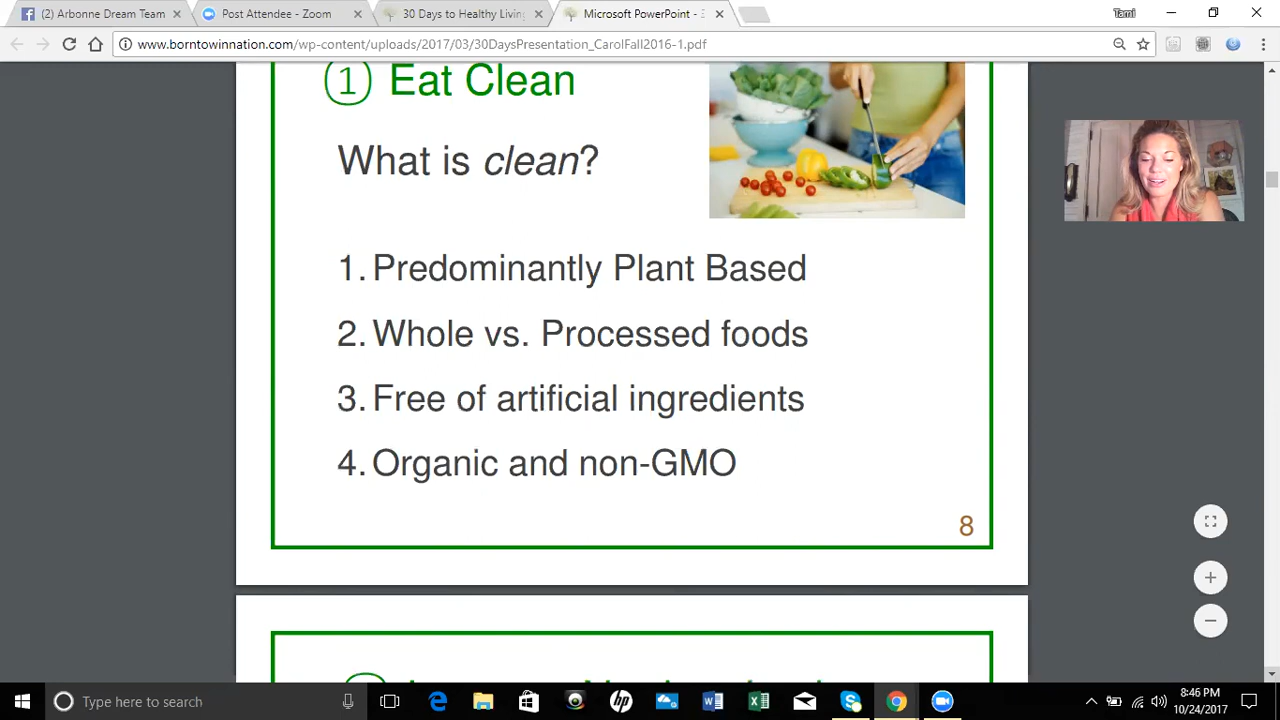 (2) Arbonne Dream Team
Post Attendee - Zoom
30 Days to Healthy Living
Microsoft PowerPoint - 
Tami
www.borntowinnation.com/wp-content/uploads/2017/03/30DaysPresentation_CarolFall2016-1.pdf
1 Eat Clean
What is clean?
1. Predominantly Plant Based
2. Whole vs. Processed foods
3. Free of artificial ingredients
4. Organic and non-GMO
8
Type here to search
8:46 PM
10/24/2017